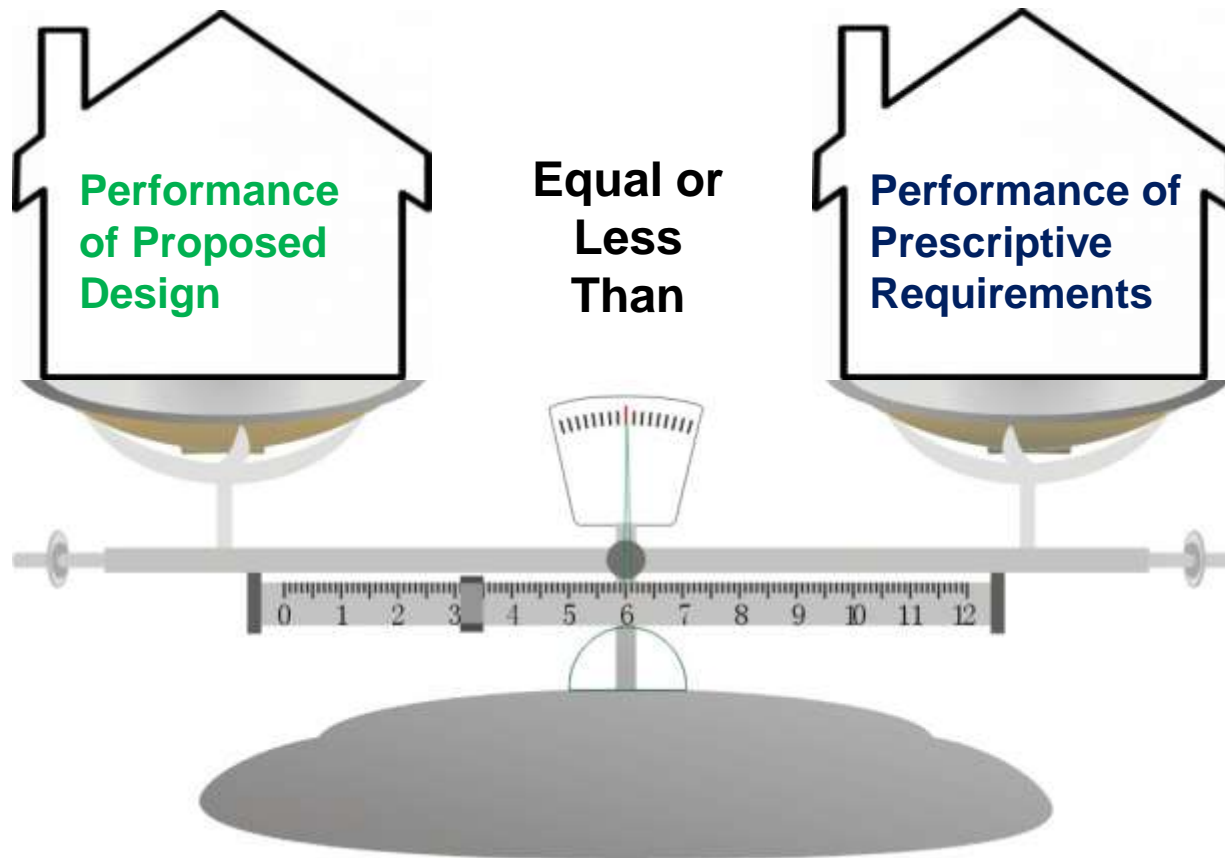 Performance
of Proposed
Design
Equal or
Less
Than
Performance of
Prescriptive
Requirements
0 1 2 3 4 5 6 7 8 9 10 11 12